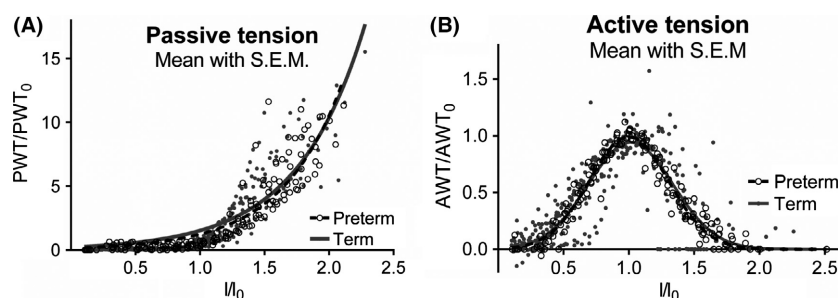 (A)
Passive tension
Mean with S.E.M.
PWT/PWT0
15
10
5
0
0.0 0.5 1.0 1.5 2.0 2.5
l/l0
Preterm
Term
(B)
Active tension
Mean with S.E.M
AWT/AWT0
1.5
1.0
0.5
0.0
0.5 1.0 1.5 2.0 2.5
l/l0
Preterm
Term